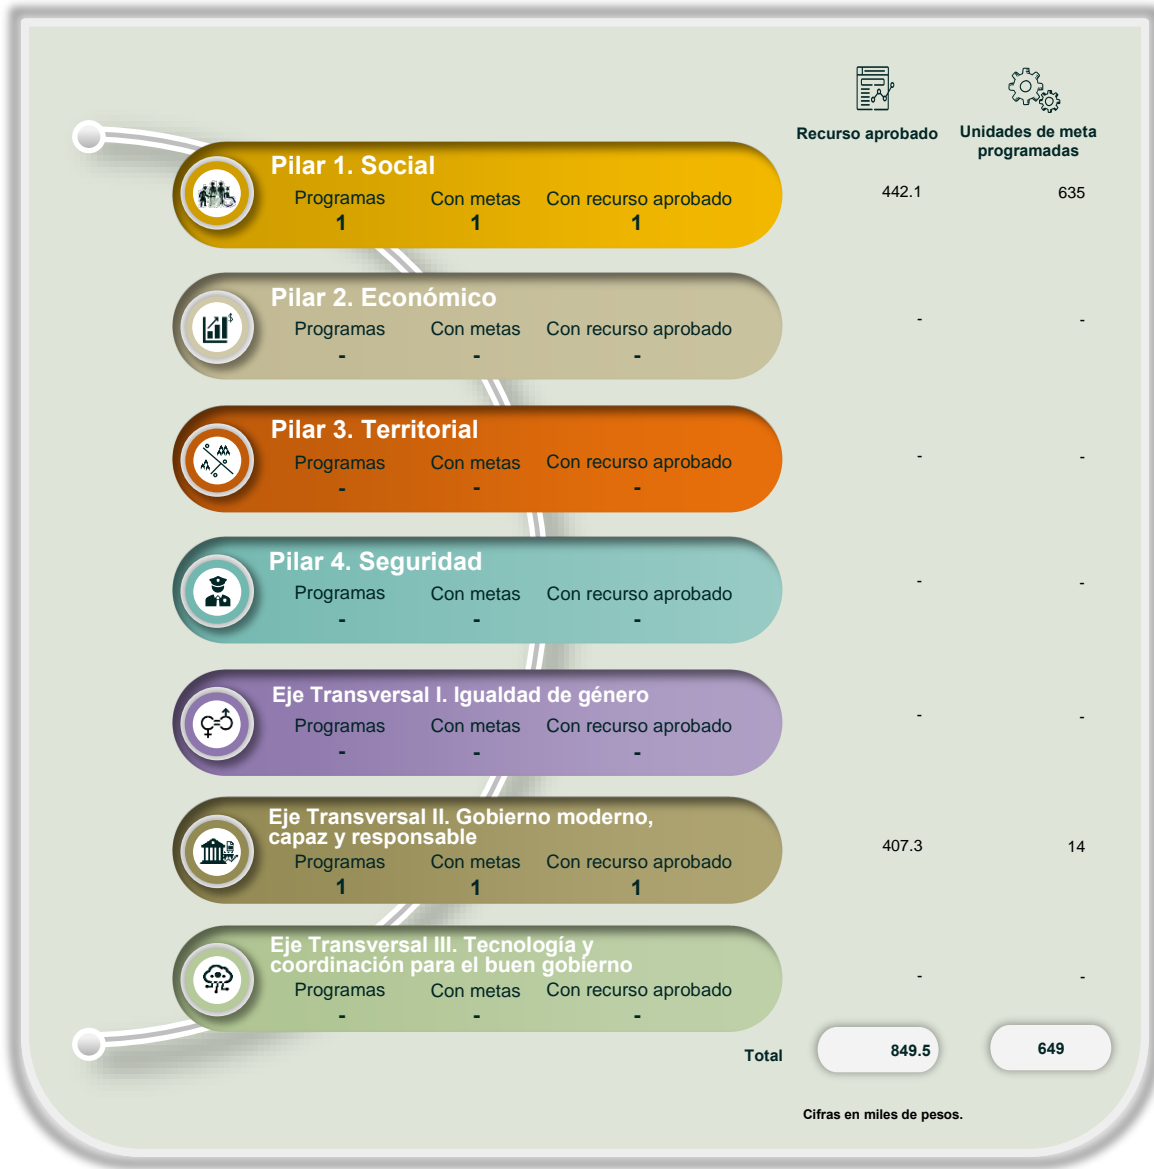 Recurso aprobado
Unidades de meta
programadas
Pilar 1. Social
Programas Con metas Con recurso aprobado
1 1 1
442.1 635
Pilar 2. Económico
Programas Con metas Con recurso aprobado
- - -
- -
Pilar 3. Territorial
Programas Con metas Con recurso aprobado
- - -
- -
Pilar 4. Seguridad
Programas Con metas Con recurso aprobado
- - -
- -
Eje Transversal I. Igualdad de género
Programas Con metas Con recurso aprobado
- - -
- -
Eje Transversal II. Gobierno moderno,
capaz y responsable
Programas Con metas Con recurso aprobado
1 1 1
407.3 14
Eje Transversal III. Tecnología y
coordinación para el buen gobierno
Programas Con metas Con recurso aprobado
- - -
- -
Total 849.5 649
Cifras en miles de pesos.